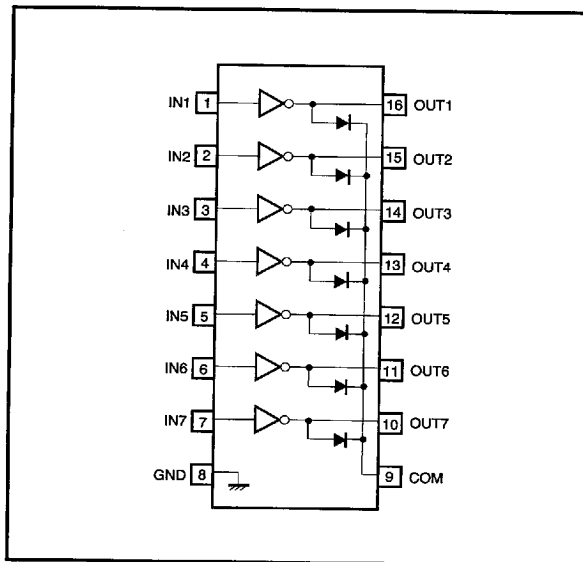 IN1 1 16 OUT1
IN2 2 15 OUT2
IN3 3 14 OUT3
IN4 4 13 OUT4
IN5 5 12 OUT5
IN6 6 11 OUT6
IN7 7 10 OUT7
GND 8 9 COM